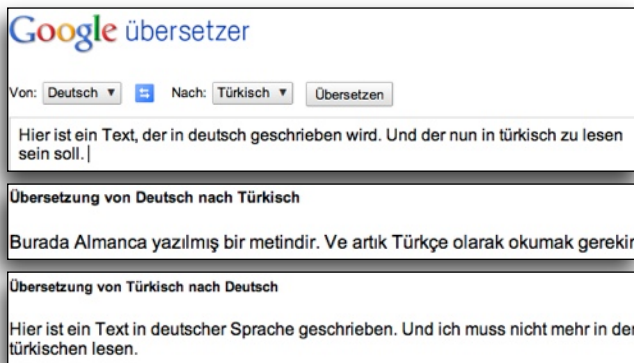 Google übersetzer
Von: Deutsch Nach: Türkisch Übersetzen
Hier ist ein Text, der in deutsch geschrieben wird. Und der nun in türkisch zu lesen
sein soll.
Übersetzung von Deutsch nach Türkisch
Burada Almanca yazılmış bir metindir. Ve artık Türkçe olarak okumak gerekir
Übersetzung von Türkisch nach Deutsch
Hier ist ein Text in deutscher Sprache geschrieben. Und ich muss nicht mehr in der
türkischen lesen.